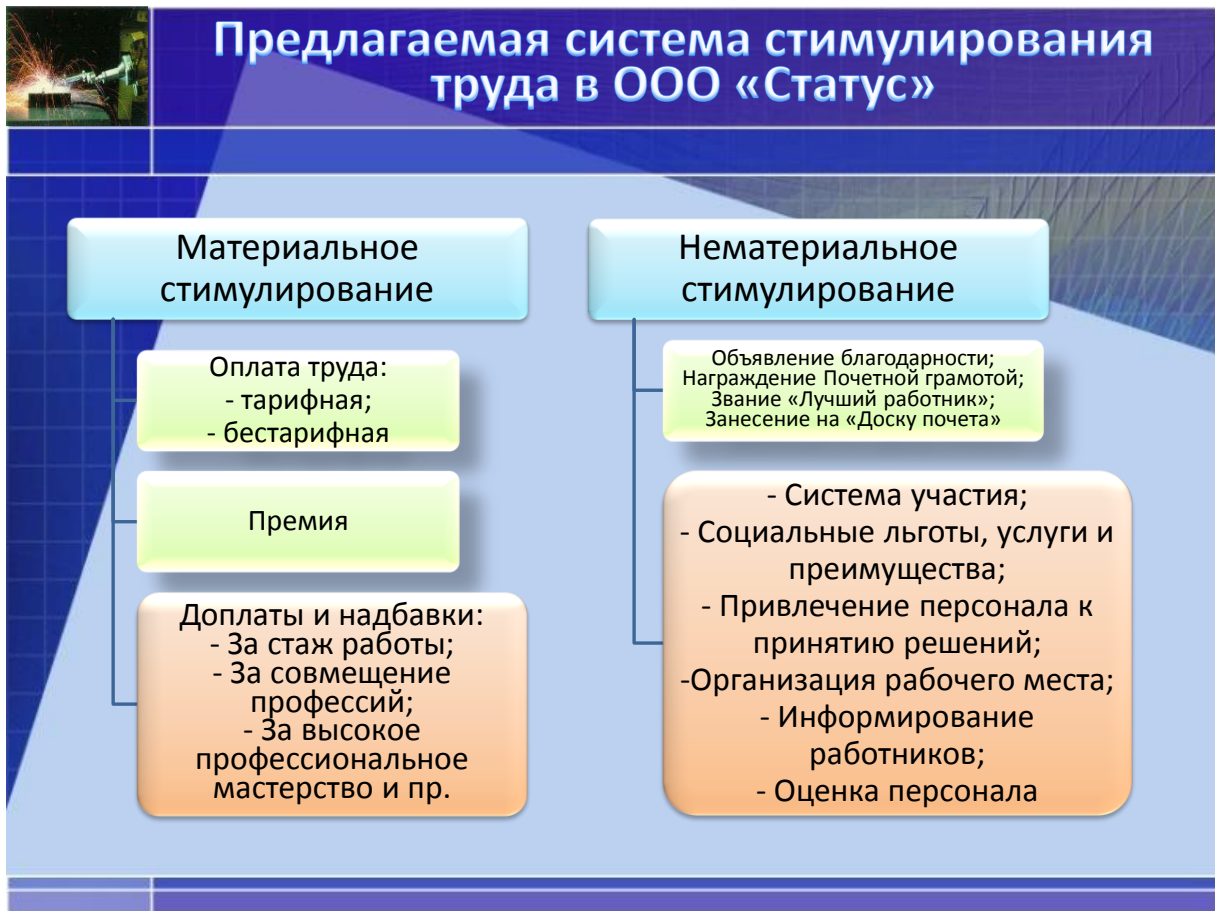 Предлагаемая система стимулирования
труда в ООО «Статус»
Материальное
стимулирование
Оплата труда:
- тарифная;
- бестарифная
Премия
Доплаты и надбавки:
- За стаж работы;
- За совмещение
профессий;
- За высокое
профессиональное
мастерство и пр.
Нематериальное
стимулирование
Объявление благодарности;
Награждение Почетной грамотой;
Звание «Лучший работник»;
Занесение на «Доску почета»
- Система участия;
- Социальные льготы, услуги и
преимущества;
- Привлечение персонала к
принятию решений;
-Организация рабочего места;
- Информирование
работников;
- Оценка персонала